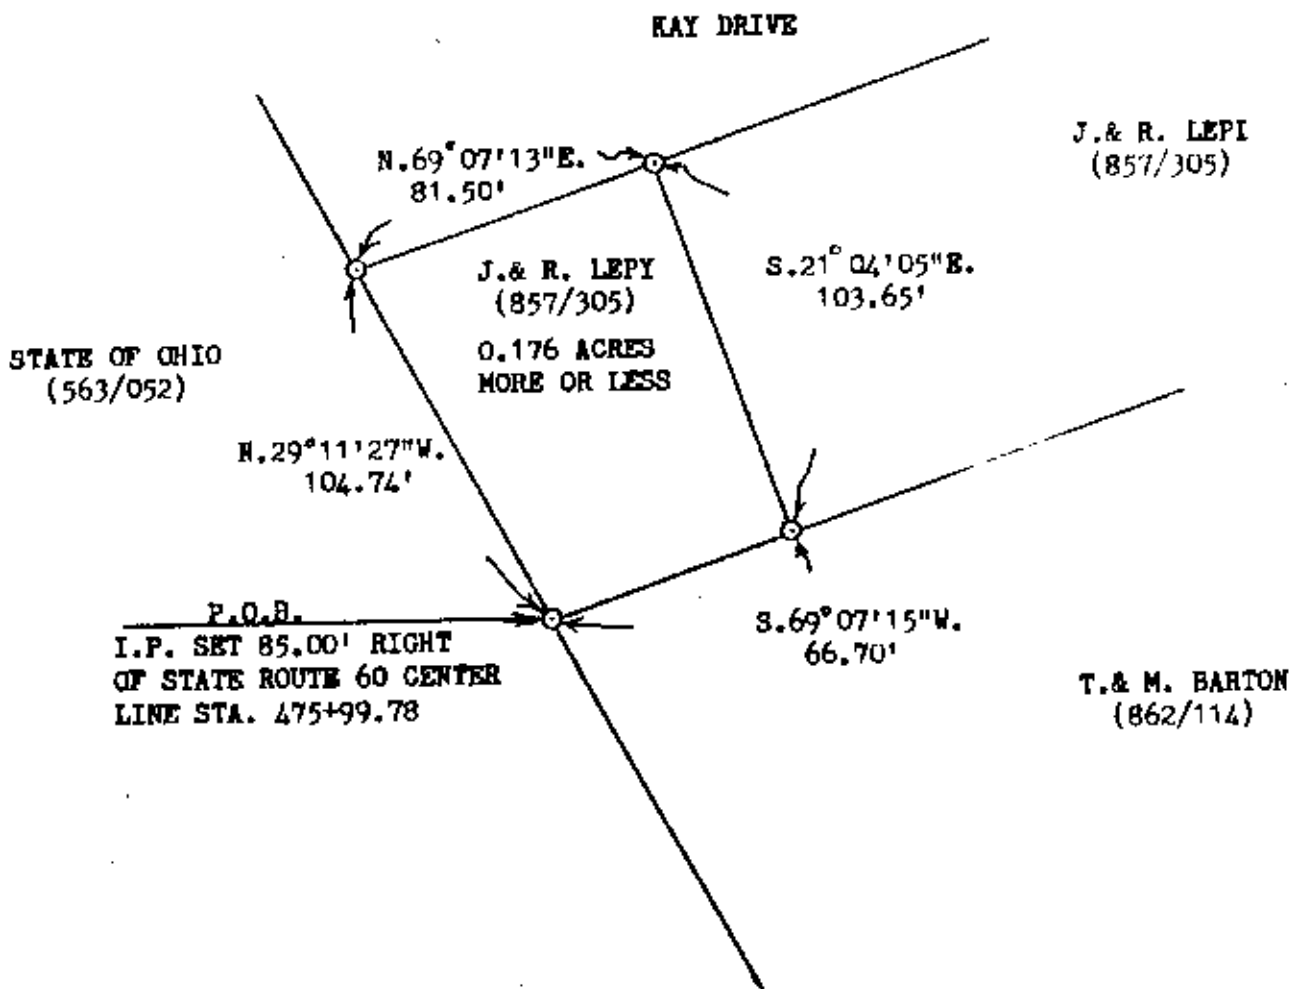 KAY DRIVE
J.& R. LEPI
(857/305)
N.69°07'13"E.
81.50'
J.& R. LEPY
(857/305)
0.176 ACRES
MORE OR LESS
S.21°04'05"E.
103.65'
STATE OF OHIO
(563/052)
N.29°11'27"W.
104.74'
P.O.B.
I.P. SET 85.00' RIGHT
OF STATE ROUTE 60 CENTER
LINE STA. 475+99.78
S.69°07'15"W.
66.70'
T.& M. BARTON
(862/114)